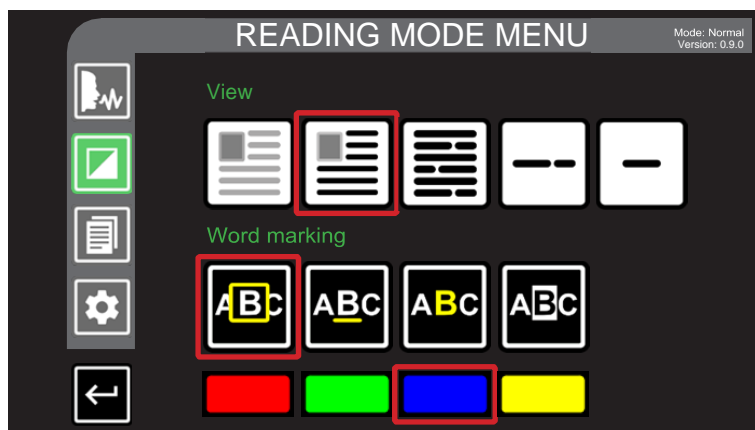 READING MODE MENU
Mode: Normal
Version: 0.9.0
View
Word marking
ABC ABC ABC ABC